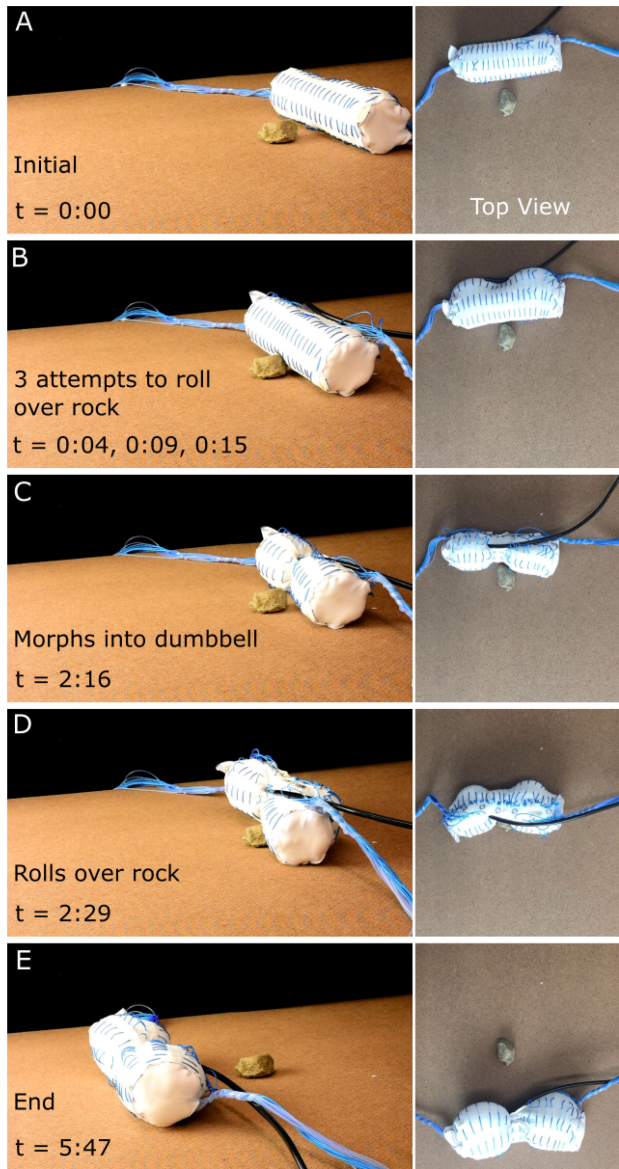 A
Initial
t = 0:00
Top View
B
3 attempts to roll
over rock
t = 0:04, 0:09, 0:15
C
Morphs into dumbbell
t = 2:16
D
Rolls over rock
t = 2:29
E
End
t = 5:47